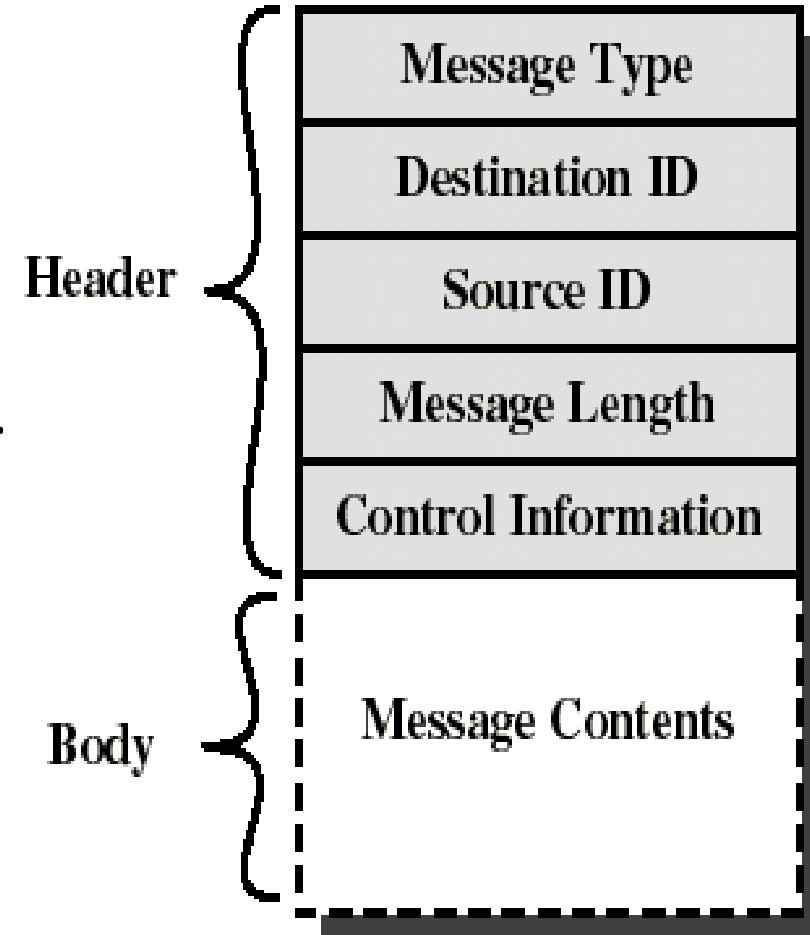 Message Type
Destination ID
Source ID
Message Length
Control Information
Header
Message Contents
Body